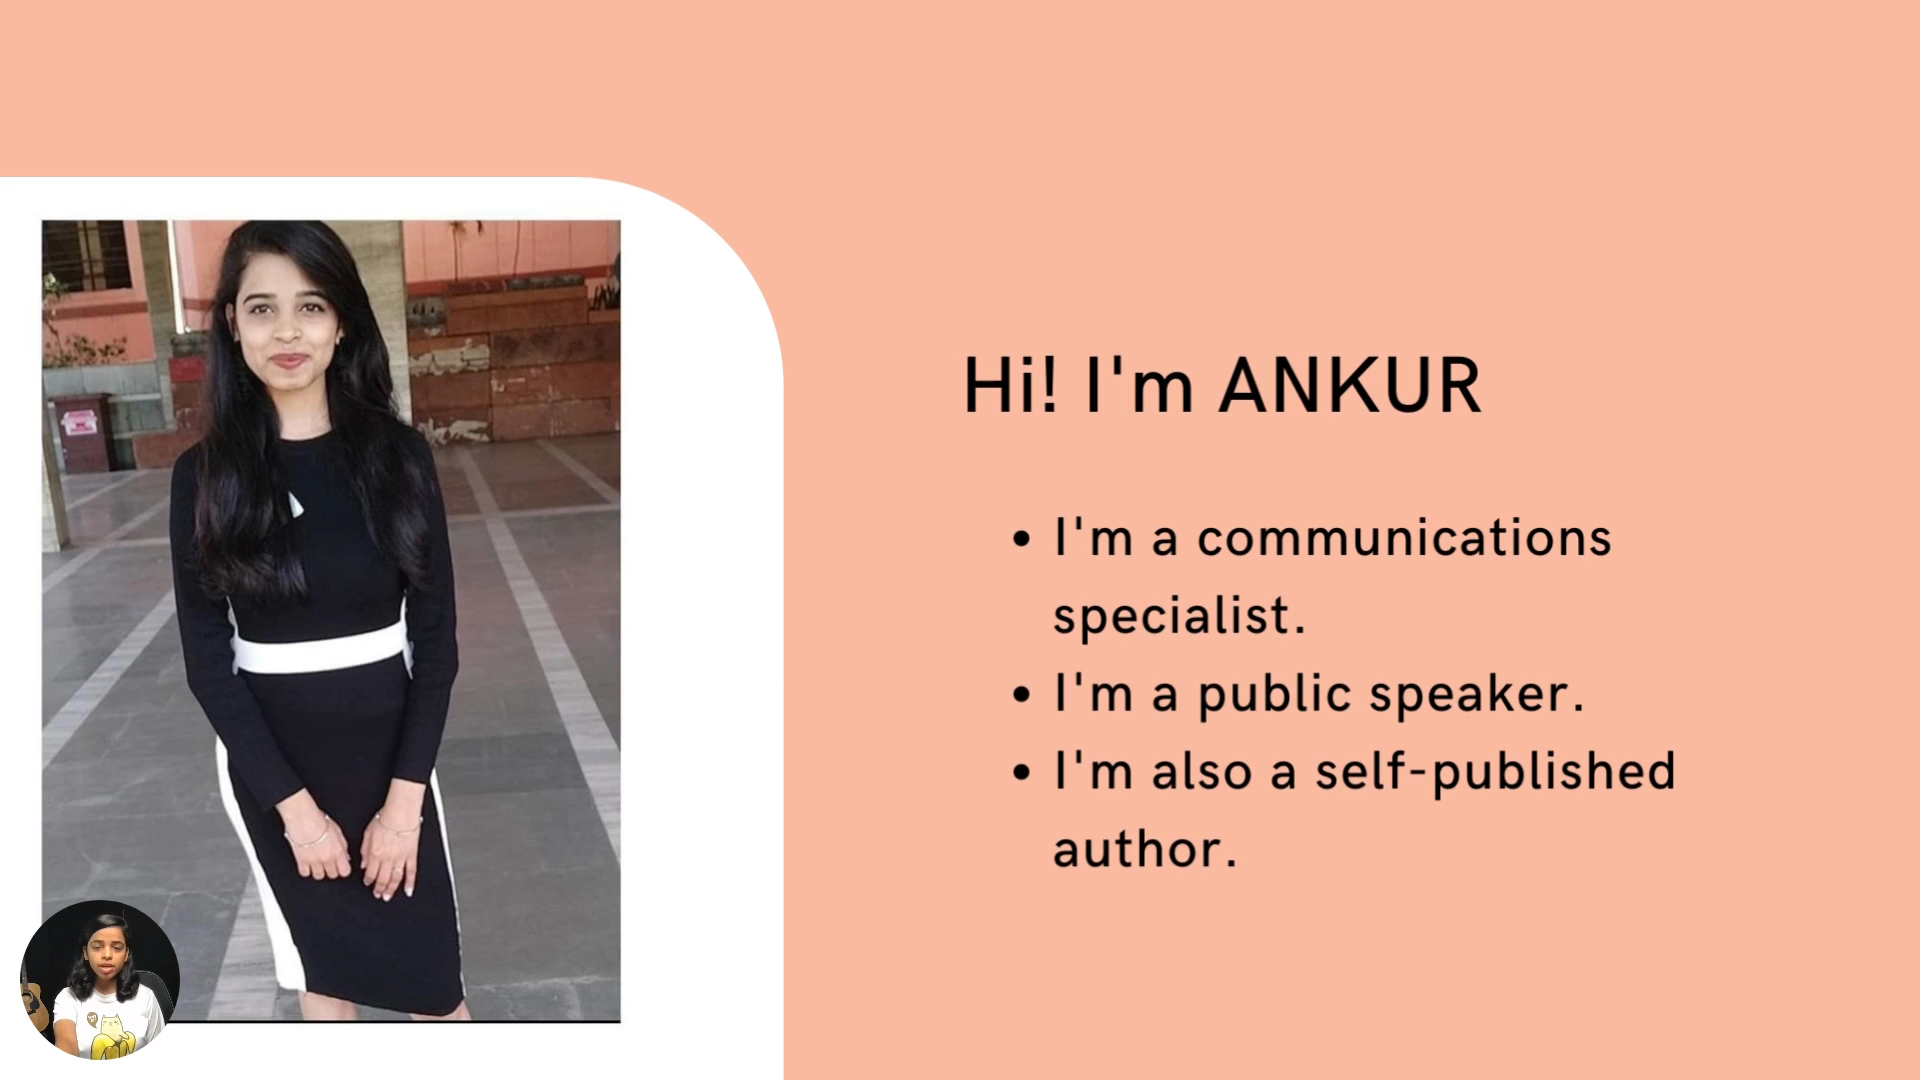 Hi! I'm ANKUR
• I'm a communications
specialist.
• I'm a public speaker.
• I'm also a self-published
author.